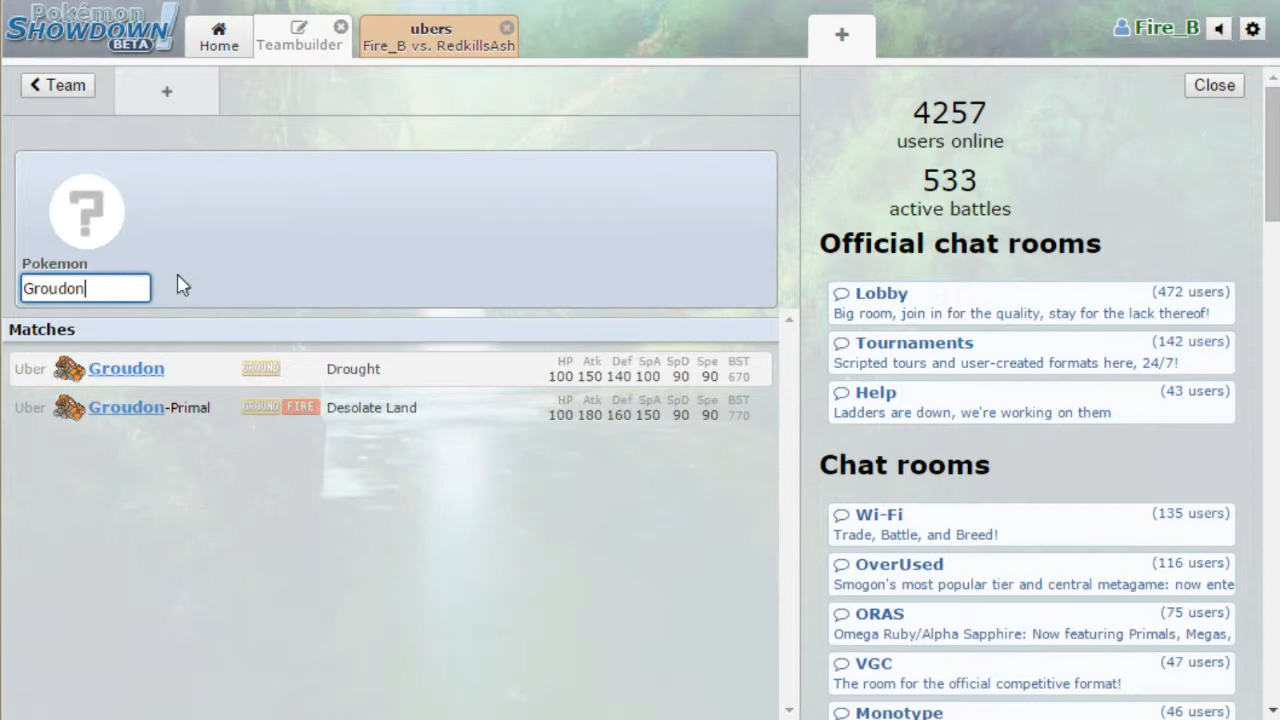 Pokémon
SHOWDOWN!
BETA
Home
Teambuilder
ubers
Fire_B vs. RedkillsAsh
+
Fire_B
Team
+
Close
Pokemon
Groudon
Matches
Uber Groudon GROUND Drought HP 100 Atk 150 Def 140 SpA 100 SpD 90 Spe 90 BST 670
Uber Groudon-Primal GROUND FIRE Desolate Land HP 100 Atk 180 Def 160 SpA 150 SpD 90 Spe 90 BST 770
4257
users online
533
active battles
Official chat rooms
Lobby (472 users)
Big room, join in for the quality, stay for the lack thereof!
Tournaments (142 users)
Scripted tours and user-created formats here, 24/7!
Help (43 users)
Ladders are down, we're working on them
Chat rooms
Wi-Fi (135 users)
Trade, Battle, and Breed!
OverUsed (116 users)
Smogon's most popular tier and central metagame: now ente
ORAS (75 users)
Omega Ruby/Alpha Sapphire: Now featuring Primals, Megas,
VGC (47 users)
The room for the official competitive format!
Monotype (46 users)